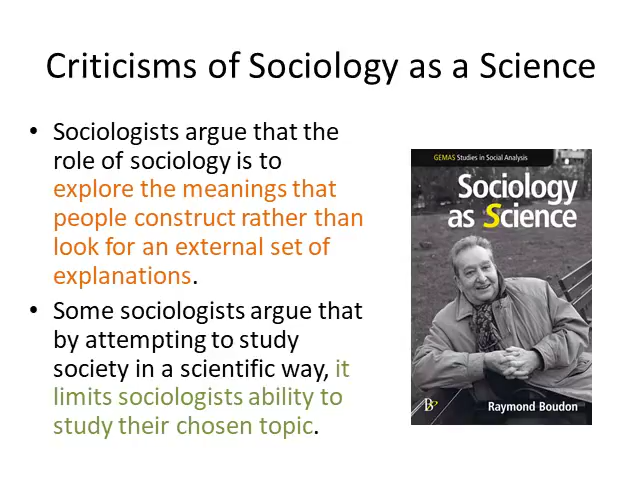 Criticisms of Sociology as a Science
• Sociologists argue that the
role of sociology is to
explore the meanings that
people construct rather than
look for an external set of
explanations.
• Some sociologists argue that
by attempting to study
society in a scientific way, it
limits sociologists ability to
study their chosen topic.
GEMAS Studies in Social Analysis
Sociology
as Science
Raymond Boudon